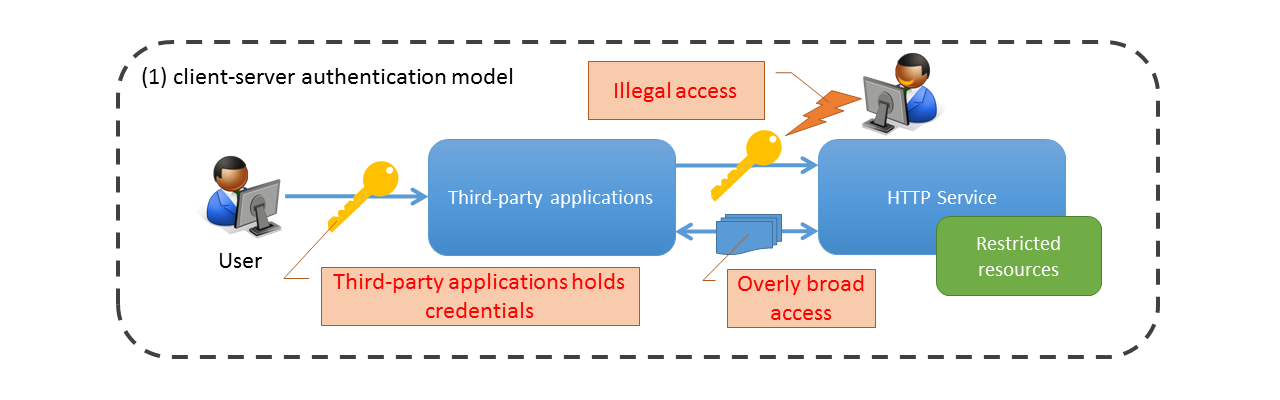 (1) client-server authentication model
Illegal access
Third-party applications
HTTP Service
Restricted
resources
User
Third-party applications holds
credentials
Overly broad
access